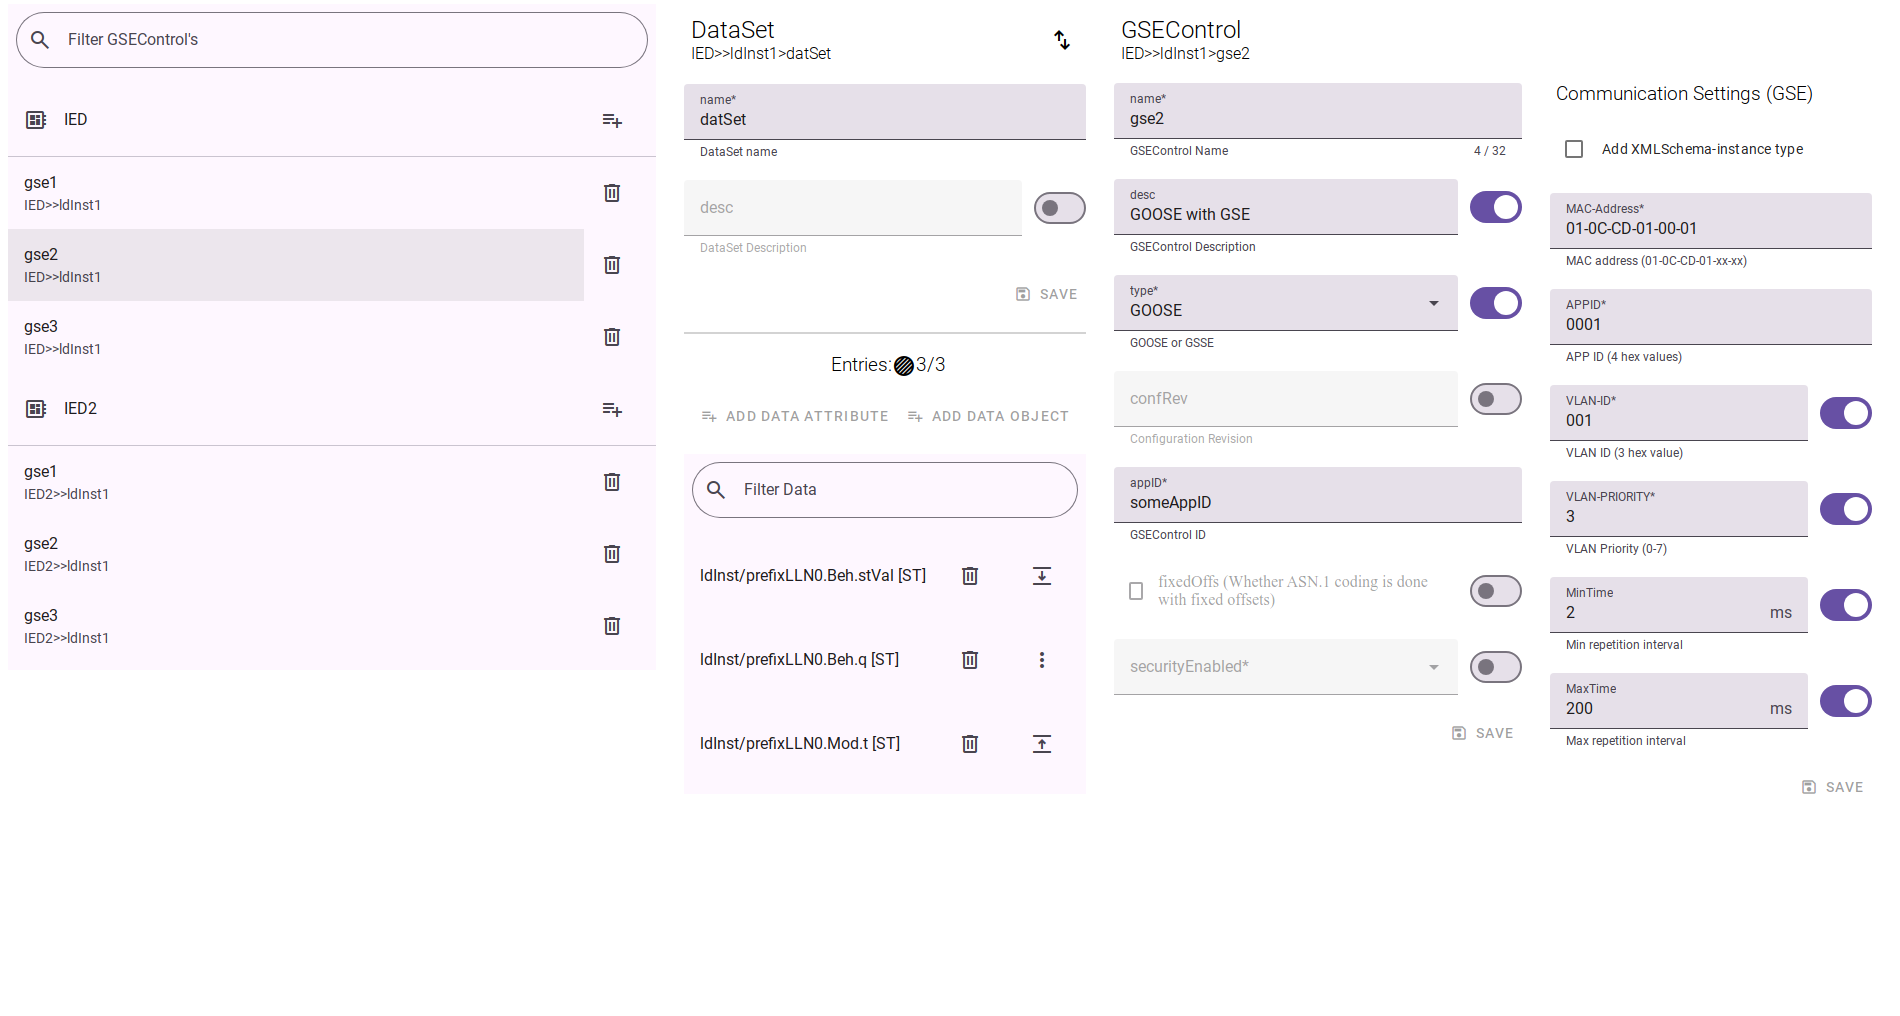 Filter GSEControl's
IED
gse1
IED>>ldInst1
gse2
IED>>ldInst1
gse3
IED>>ldInst1
IED2
gse1
IED2>>ldInst1
gse2
IED2>>ldInst1
gse3
IED2>>ldInst1
DataSet
IED>>ldInst1>datSet
name*
datSet
DataSet name
desc
DataSet Description
SAVE
Entries: 3/3
ADD DATA ATTRIBUTE
ADD DATA OBJECT
Filter Data
ldInst/prefixLLN0.Beh.stVal [ST]
ldInst/prefixLLN0.Beh.q [ST]
ldInst/prefixLLN0.Mod.t [ST]
GSEControl
IED>>ldInst1>gse2
name*
gse2
GSEControl Name 4 / 32
desc
GOOSE with GSE
GSEControl Description
type*
GOOSE
GOOSE or GSSE
confRev
Configuration Revision
appID*
someAppID
GSEControl ID
fixedOffs (Whether ASN.1 coding is done
with fixed offsets)
securityEnabled*
SAVE
Communication Settings (GSE)
Add XMLSchema-instance type
MAC-Address*
01-0C-CD-01-00-01
MAC address (01-0C-CD-01-xx-xx)
APPID*
0001
APP ID (4 hex values)
VLAN-ID*
001
VLAN ID (3 hex value)
VLAN-PRIORITY*
3
VLAN Priority (0-7)
MinTime
2 ms
Min repetition interval
MaxTime
200 ms
Max repetition interval
SAVE